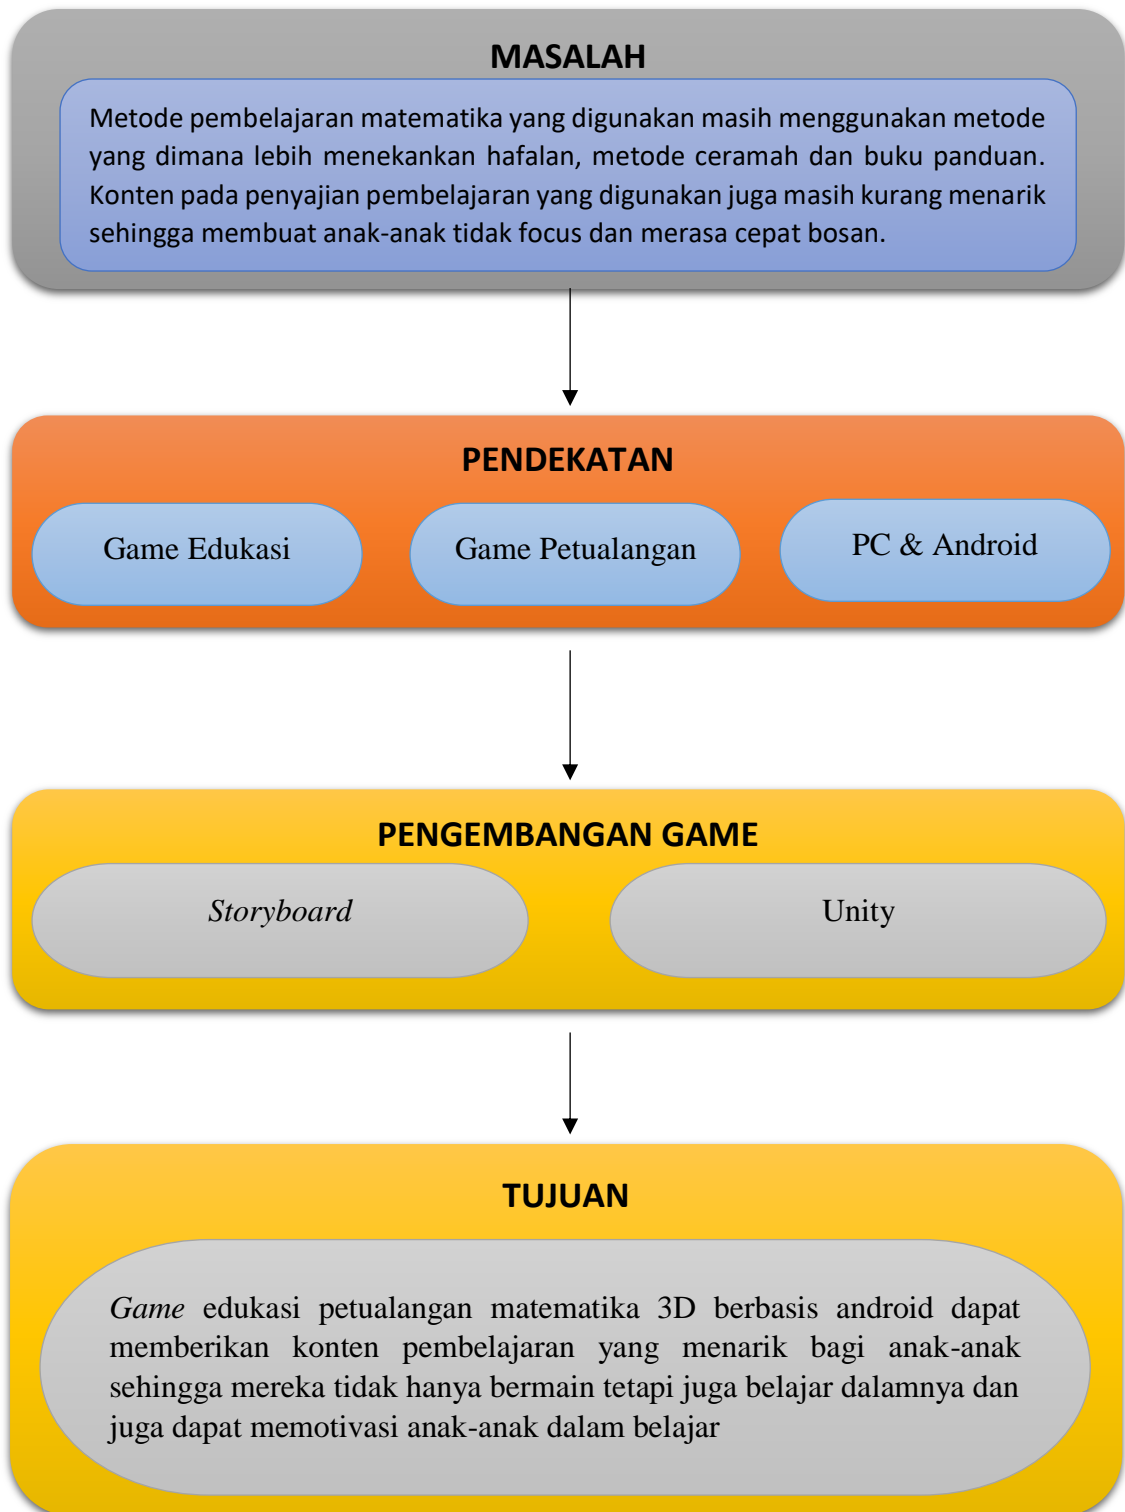 MASALAH
Metode pembelajaran matematika yang digunakan masih menggunakan metode
yang dimana lebih menekankan hafalan, metode ceramah dan buku panduan.
Konten pada penyajian pembelajaran yang digunakan juga masih kurang menarik
sehingga membuat anak-anak tidak focus dan merasa cepat bosan.
PENDEKATAN
Game Edukasi
Game Petualangan
PC & Android
PENGEMBANGAN GAME
Storyboard
Unity
TUJUAN
Game edukasi petualangan matematika 3D berbasis android dapat
memberikan konten pembelajaran yang menarik bagi anak-anak
sehingga mereka tidak hanya bermain tetapi juga belajar dalamnya dan
juga dapat memotivasi anak-anak dalam belajar